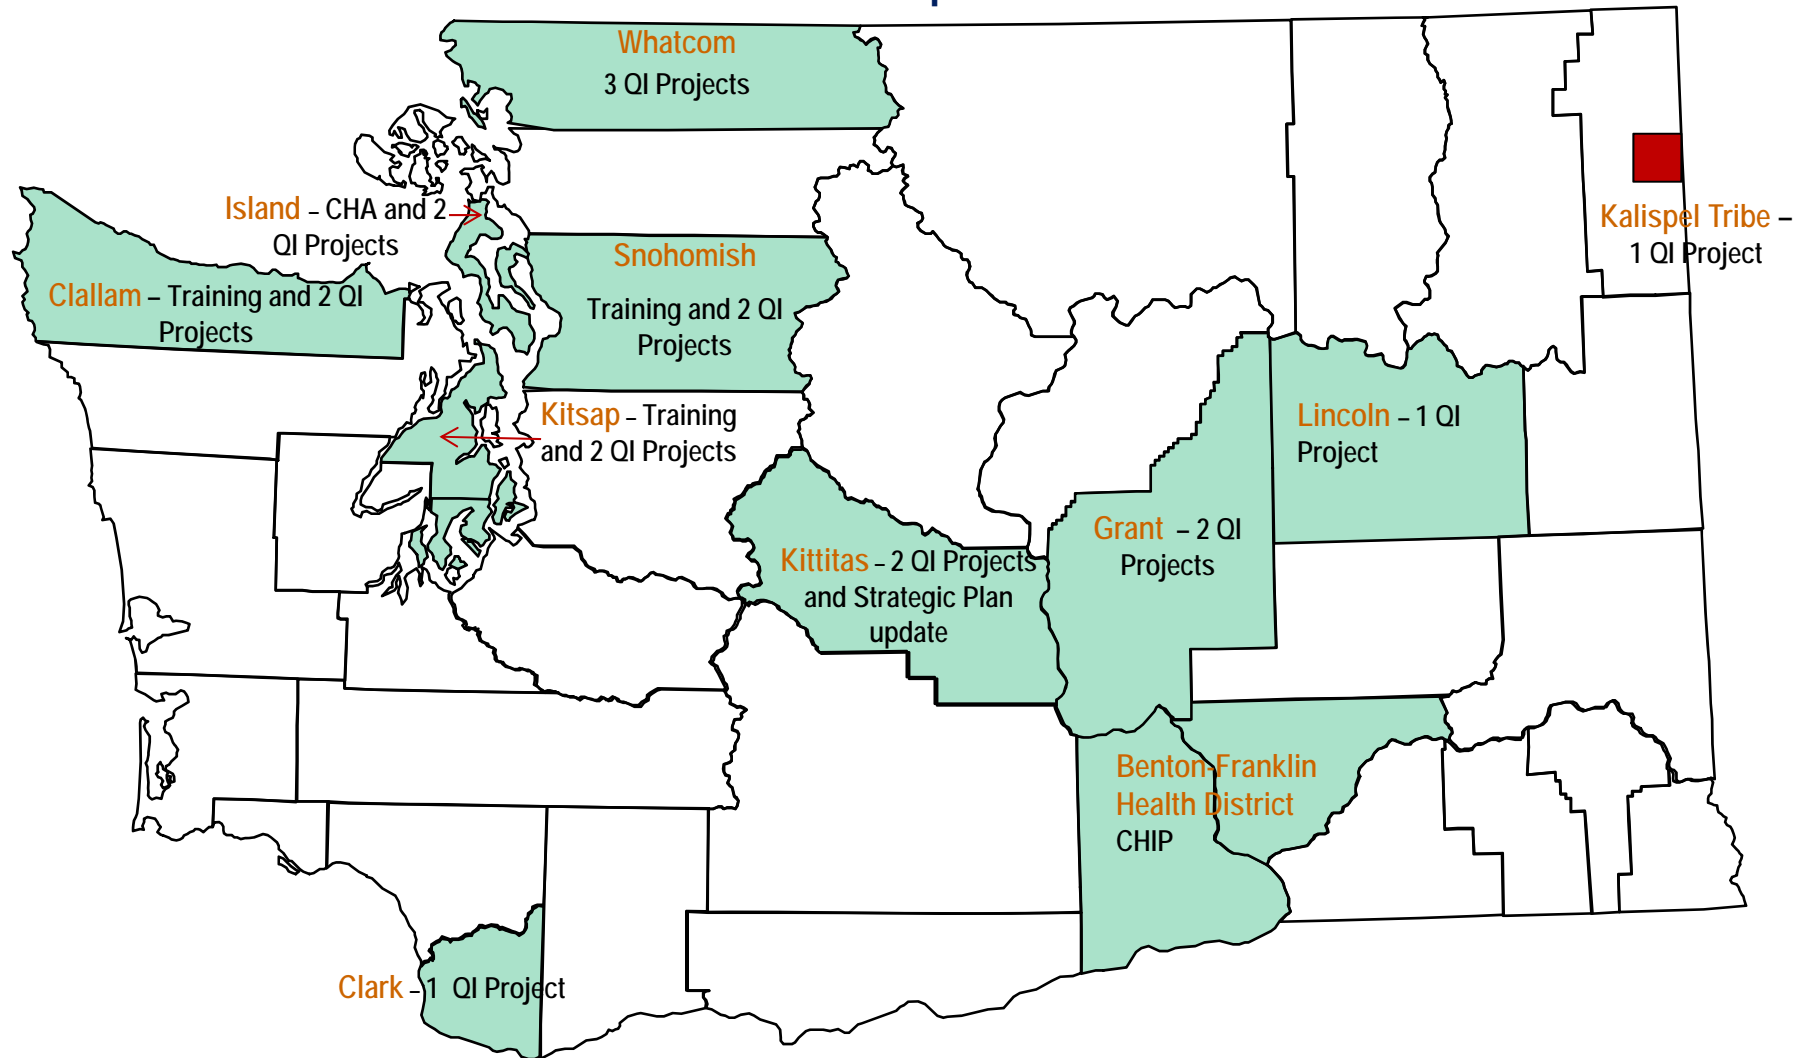 Whatcom
3 QI Projects
Island – CHA and 2
QI Projects
Kalispel Tribe –
1 QI Project
Snohomish
Training and 2 QI
Projects
Clallam – Training and 2 QI
Projects
Kitsap – Training
and 2 QI Projects
Lincoln – 1 QI
Project
Grant – 2 QI
Projects
Kittitas – 2 QI Projects
and Strategic Plan
update
Benton-Franklin
Health District
CHIP
Clark – 1 QI Project